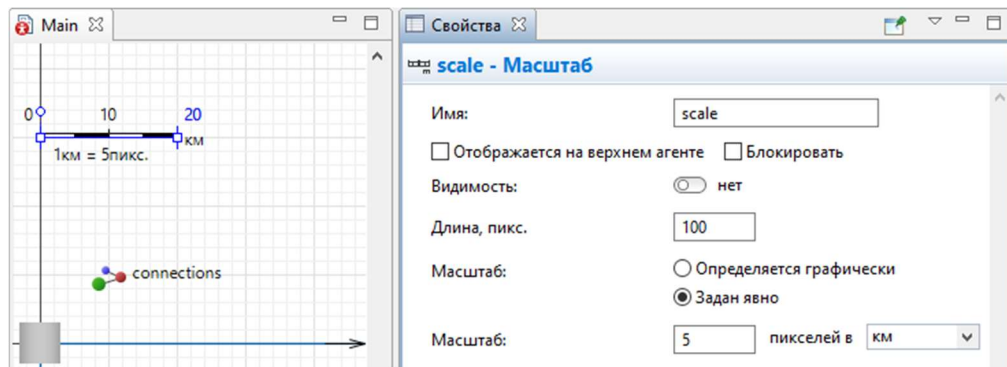 Main
0 10 20
км
1км = 5пикс.
connections
Свойства
scale - Масштаб
Имя: scale
Отображается на верхнем агенте Блокировать
Видимость: нет
Длина, пикс. 100
Масштаб: Определяется графически
Задан явно
Масштаб: 5 пикселей в км